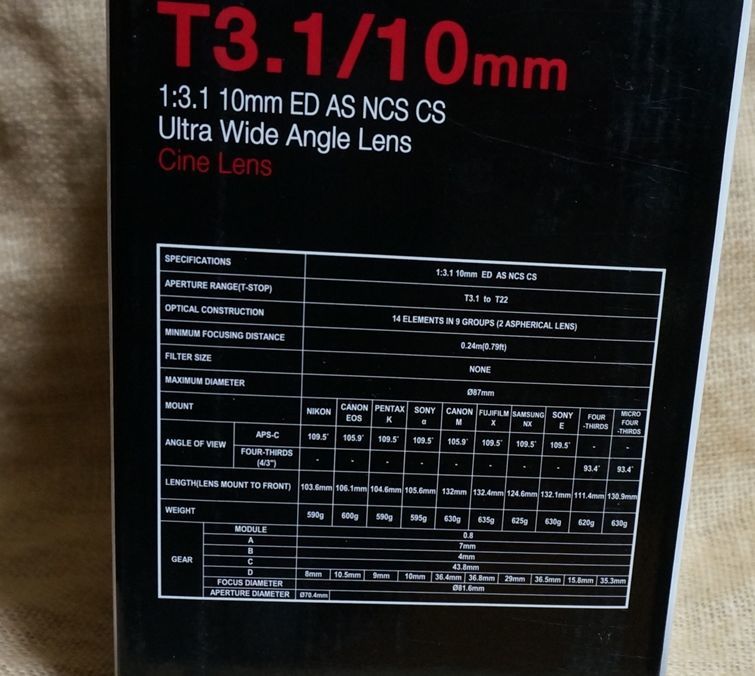 T3.1/10mm
1:3.1 10mm ED AS NCS CS
Ultra Wide Angle Lens
Cine Lens
SPECIFICATIONS 1:3.1 10mm ED AS NCS CS
APERTURE RANGE(T-STOP) T3.1 to T22
OPTICAL CONSTRUCTION 14 ELEMENTS IN 9 GROUPS (2 ASPHERICAL LENS)
MINIMUM FOCUSING DISTANCE 0.24m(0.79ft)
FILTER SIZE NONE
MAXIMUM DIAMETER Ø87mm
MOUNT NIKON CANON EOS PENTAX K SONY α CANON M FUJIFILM X SAMSUNG NX SONY E FOUR -THIRDS MICRO FOUR -THIRDS
ANGLE OF VIEW APS-C 109.5˚ 105.9˚ 109.5˚ 109.5˚ 105.9˚ 109.5˚ 109.5˚ 109.5˚ - -
FOUR-THIRDS (4/3") - - - - - - - - 93.4˚ 93.4˚
LENGTH(LENS MOUNT TO FRONT) 103.6mm 106.1mm 104.6mm 105.6mm 132mm 132.4mm 124.6mm 132.1mm 111.4mm 130.9mm
WEIGHT 590g 600g 590g 595g 630g 635g 625g 630g 620g 630g
GEAR MODULE 0.8
A 7mm
B 4mm
C 43.8mm
D 8mm 10.5mm 9mm 10mm 36.4mm 36.8mm 29mm 36.5mm 15.8mm 35.3mm
FOCUS DIAMETER Ø81.6mm
APERTURE DIAMETER Ø70.4mm